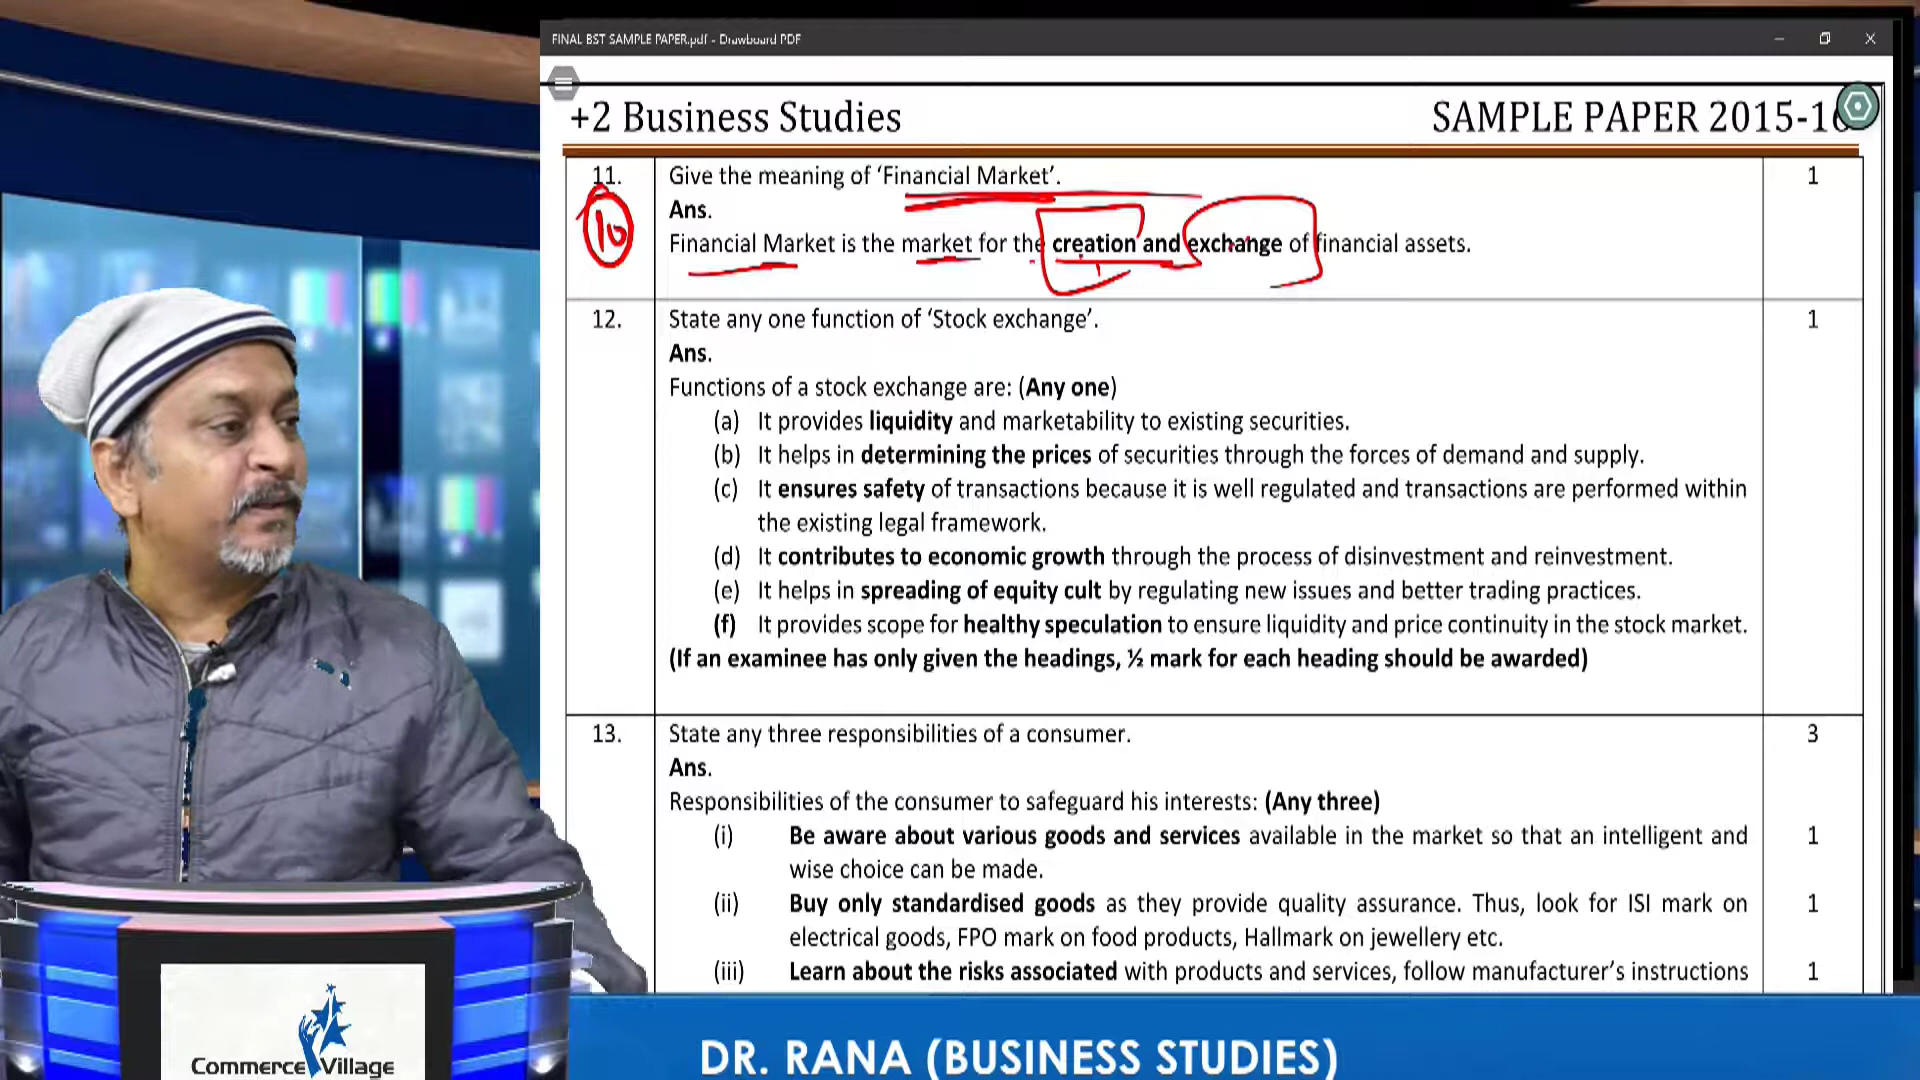 FINAL BST SAMPLE PAPER.pdf - Drawboard PDF
+2 Business Studies SAMPLE PAPER 2015-16
11. Give the meaning of ‘Financial Market’. 1
10
Ans.
Financial Market is the market for the creation and exchange of financial assets.
12. State any one function of ‘Stock exchange’. 1
Ans.
Functions of a stock exchange are: (Any one)
(a) It provides liquidity and marketability to existing securities.
(b) It helps in determining the prices of securities through the forces of demand and supply.
(c) It ensures safety of transactions because it is well regulated and transactions are performed within
the existing legal framework.
(d) It contributes to economic growth through the process of disinvestment and reinvestment.
(e) It helps in spreading of equity cult by regulating new issues and better trading practices.
(f) It provides scope for healthy speculation to ensure liquidity and price continuity in the stock market.
(If an examinee has only given the headings, ½ mark for each heading should be awarded)
13. State any three responsibilities of a consumer. 3
Ans.
Responsibilities of the consumer to safeguard his interests: (Any three)
(i) Be aware about various goods and services available in the market so that an intelligent and 1
wise choice can be made.
(ii) Buy only standardised goods as they provide quality assurance. Thus, look for ISI mark on 1
electrical goods, FPO mark on food products, Hallmark on jewellery etc.
(iii) Learn about the risks associated with products and services, follow manufacturer’s instructions 1
Commerce Village
DR. RANA (BUSINESS STUDIES)